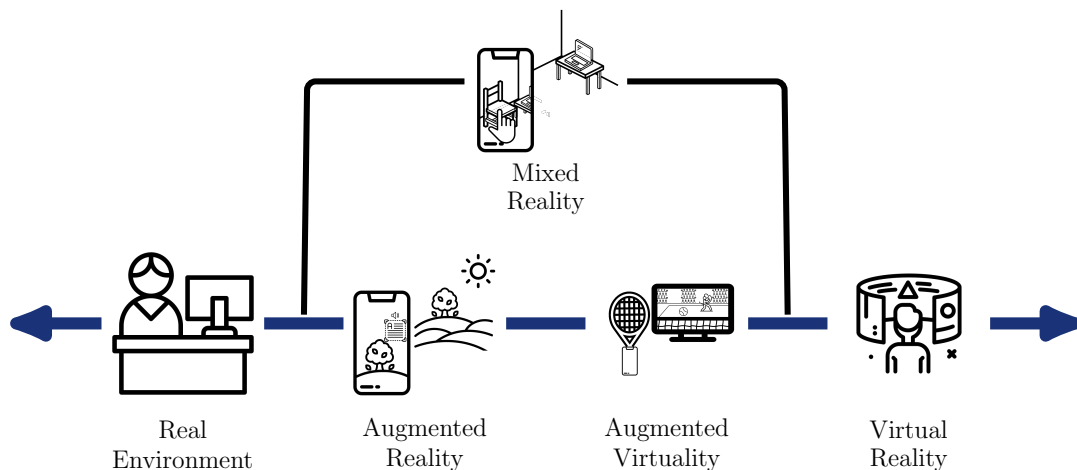 Mixed
Reality
Real
Environment
Augmented
Reality
Augmented
Virtuality
Virtual
Reality